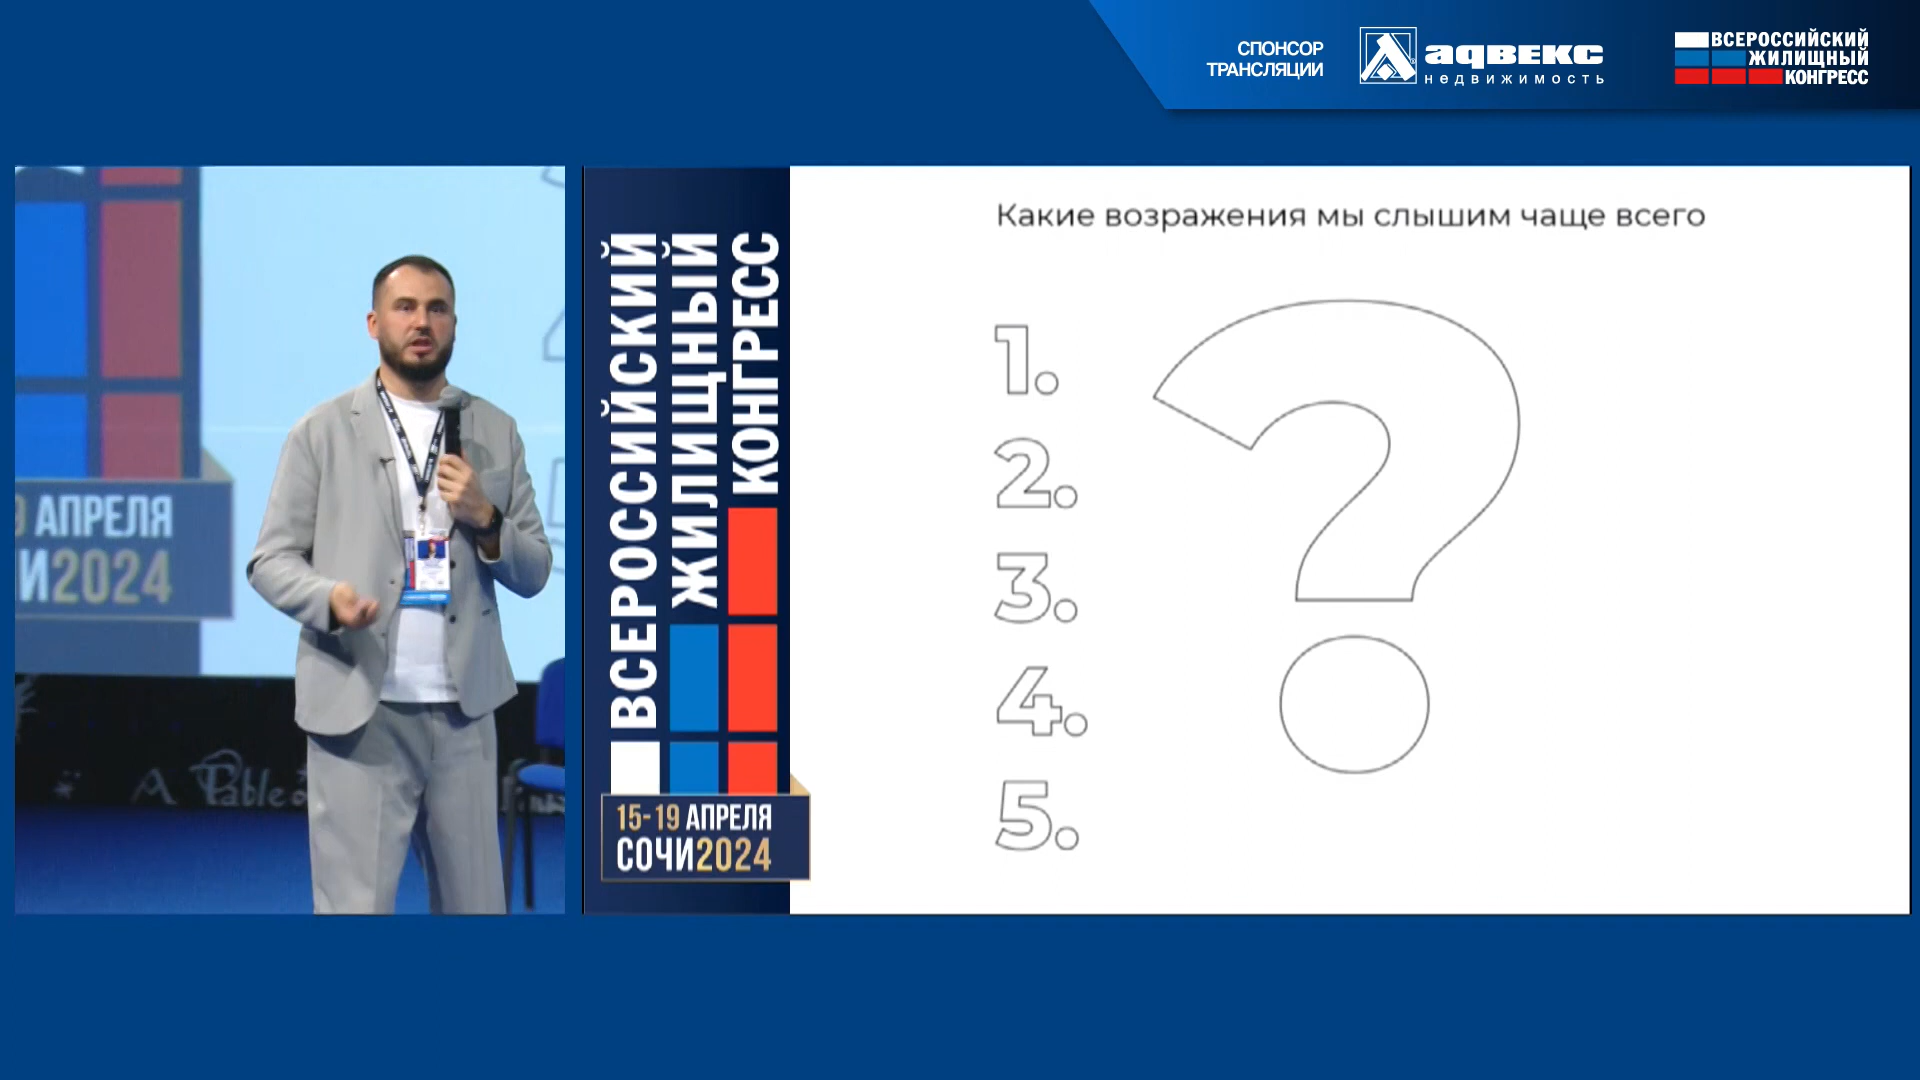 СПОНСОР
ТРАНСЛЯЦИИ
адвекс
недвижимость
ВСЕРОССИЙСКИЙ
ЖИЛИЩНЫЙ
КОНГРЕСС
АПРЕЛЯ
И2024
A Pablo
ВСЕРОССИЙСКИЙ
ЖИЛИЩНЫЙ
КОНГРЕСС
15-19 АПРЕЛЯ
СОЧИ2024
Какие возражения мы слышим чаще всего
1.
2.
3.
4.
5.
?